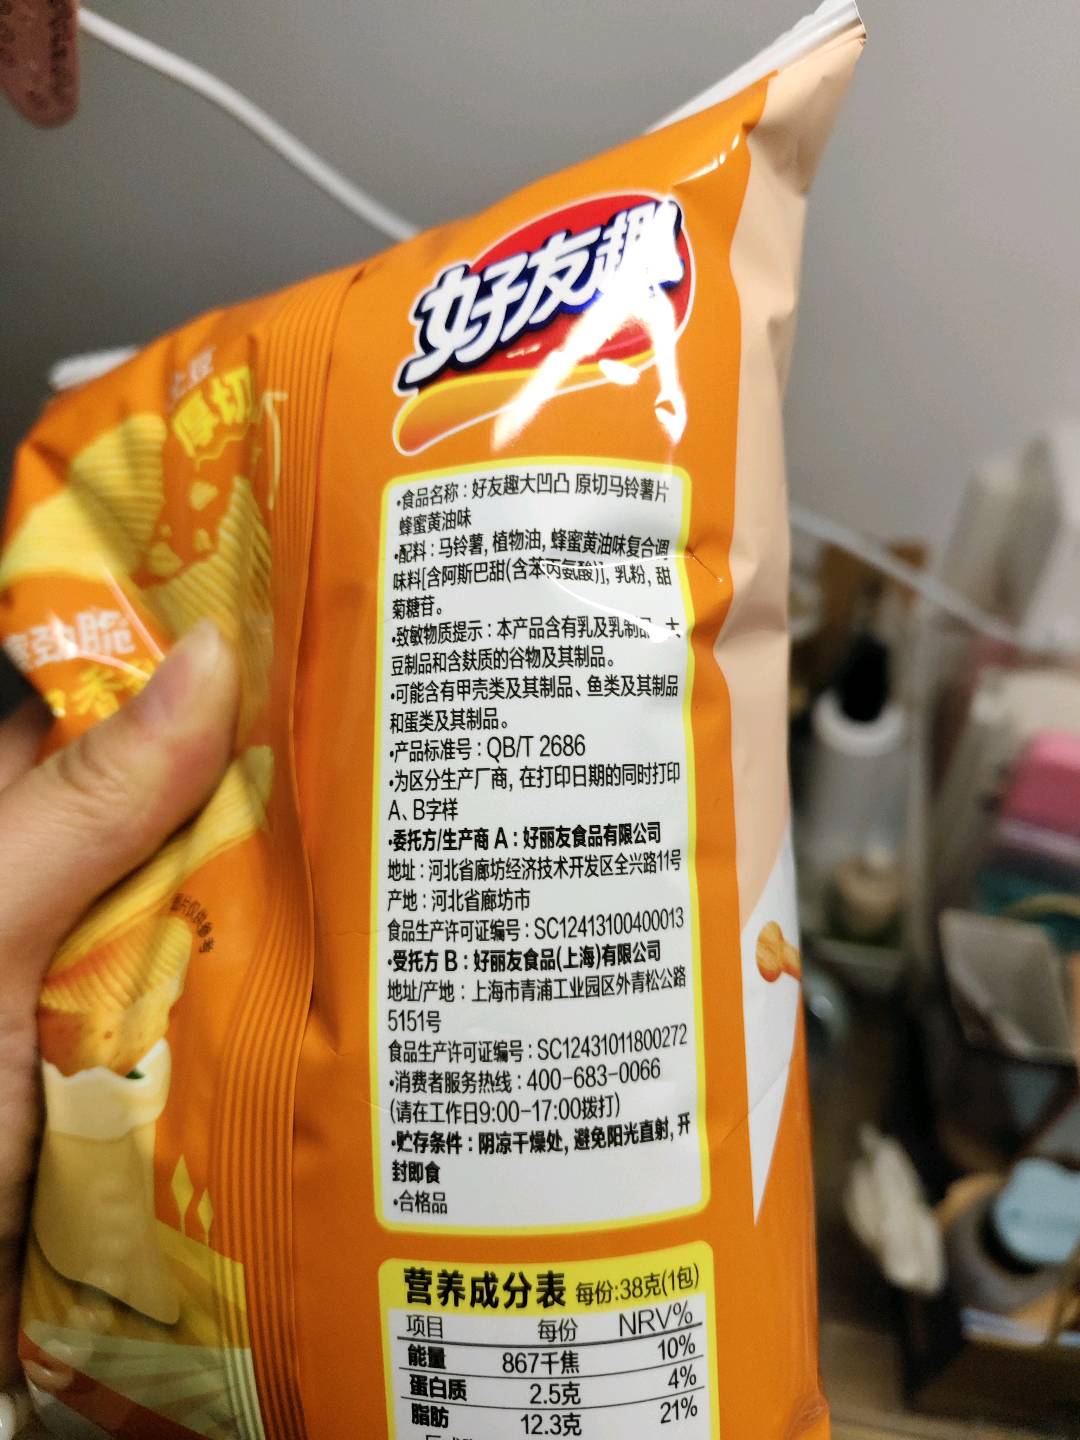 好友趣
土豆
厚切
劲脆
香
•食品名称：好友趣大凹凸 原切马铃薯片
蜂蜜黄油味
•配料：马铃薯, 植物油, 蜂蜜黄油味复合调
味料[含阿斯巴甜(含苯丙氨酸)], 乳粉, 甜
菊糖苷。
•致敏物质提示：本产品含有乳及乳制品、大
豆制品和含麸质的谷物及其制品。
•可能含有甲壳类及其制品、鱼类及其制品
和蛋类及其制品。
•产品标准号：QB/T 2686
•为区分生产厂商, 在打印日期的同时打印
A、B字样
•委托方/生产商 A：好丽友食品有限公司
地址：河北省廊坊经济技术开发区全兴路11号
产地：河北省廊坊市
食品生产许可证编号：SC12413100400013
•受托方 B：好丽友食品(上海)有限公司
地址/产地：上海市青浦工业园区外青松公路
5151号
食品生产许可证编号：SC12431011800272
•消费者服务热线：400-683-0066
(请在工作日9:00-17:00拨打)
•贮存条件：阴凉干燥处, 避免阳光直射, 开
封即食
•合格品
营养成分表 每份:38克(1包)
项目 每份 NRV%
能量 867千焦 10%
蛋白质 2.5克 4%
脂肪 12.3克 21%